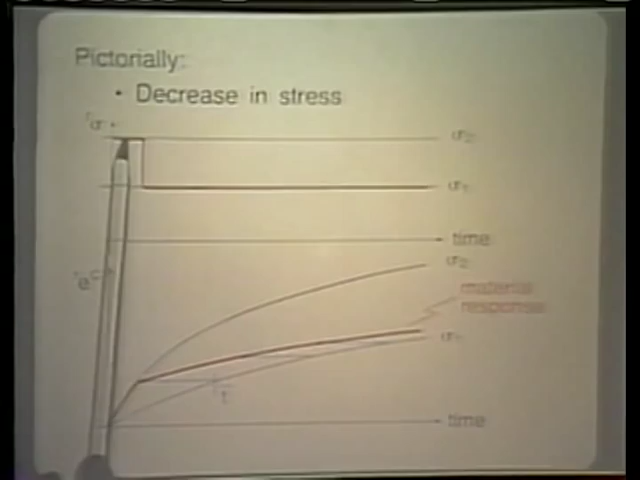 Pictorially:
• Decrease in stress
σ
σ₂
σ₁
time
σ₂
material
response
σ₁
time